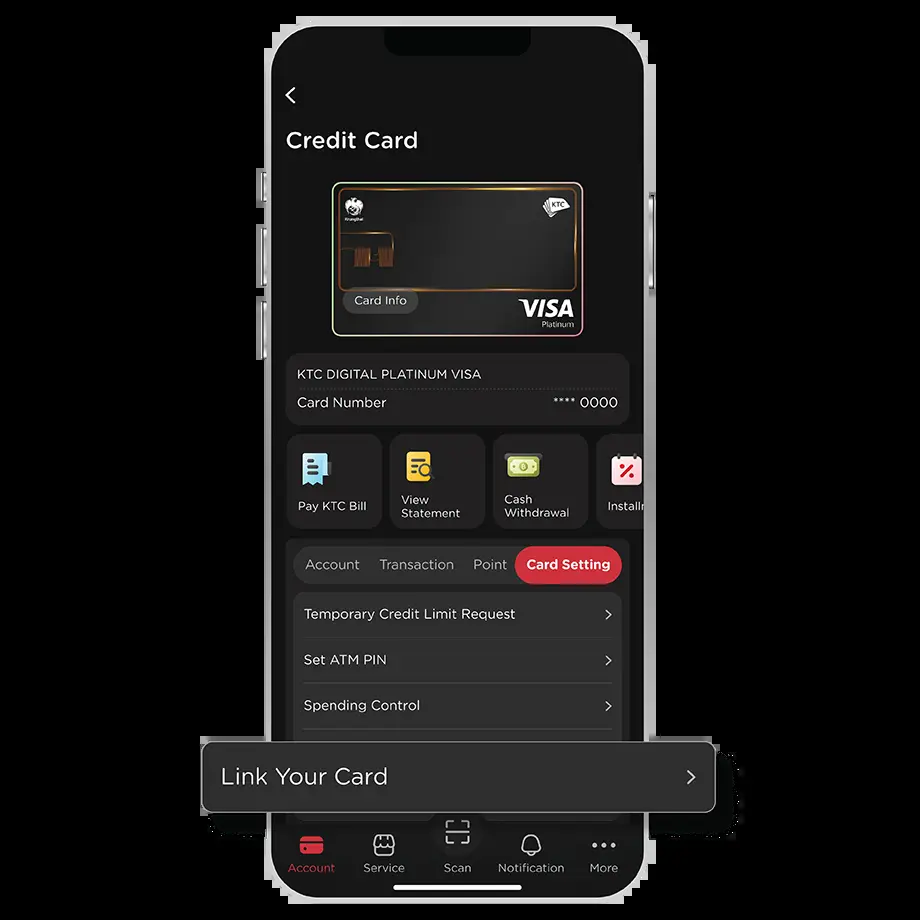 Credit Card
Krungthai
KTC
Card Info
VISA
Platinum
KTC DIGITAL PLATINUM VISA
Card Number **** 0000
Pay KTC Bill
View
Statement
Cash
Withdrawal
Install
Account Transaction Point Card Setting
Temporary Credit Limit Request
Set ATM PIN
Spending Control
Link Your Card
Account Service Scan Notification More